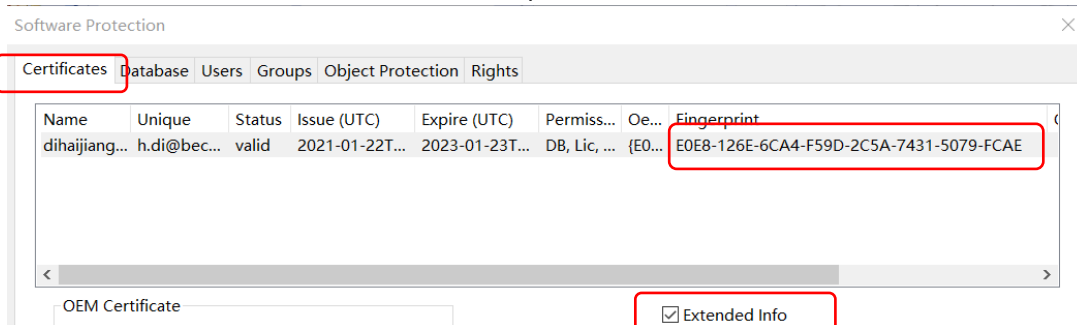 Software Protection
Certificates Database Users Groups Object Protection Rights
Name Unique Status Issue (UTC) Expire (UTC) Permiss... Oe... Fingerprint
dihaijiang... h.di@bec... valid 2021-01-22T... 2023-01-23T... DB, Lic, ... {E0... E0E8-126E-6CA4-F59D-2C5A-7431-5079-FCAE
OEM Certificate
Extended Info